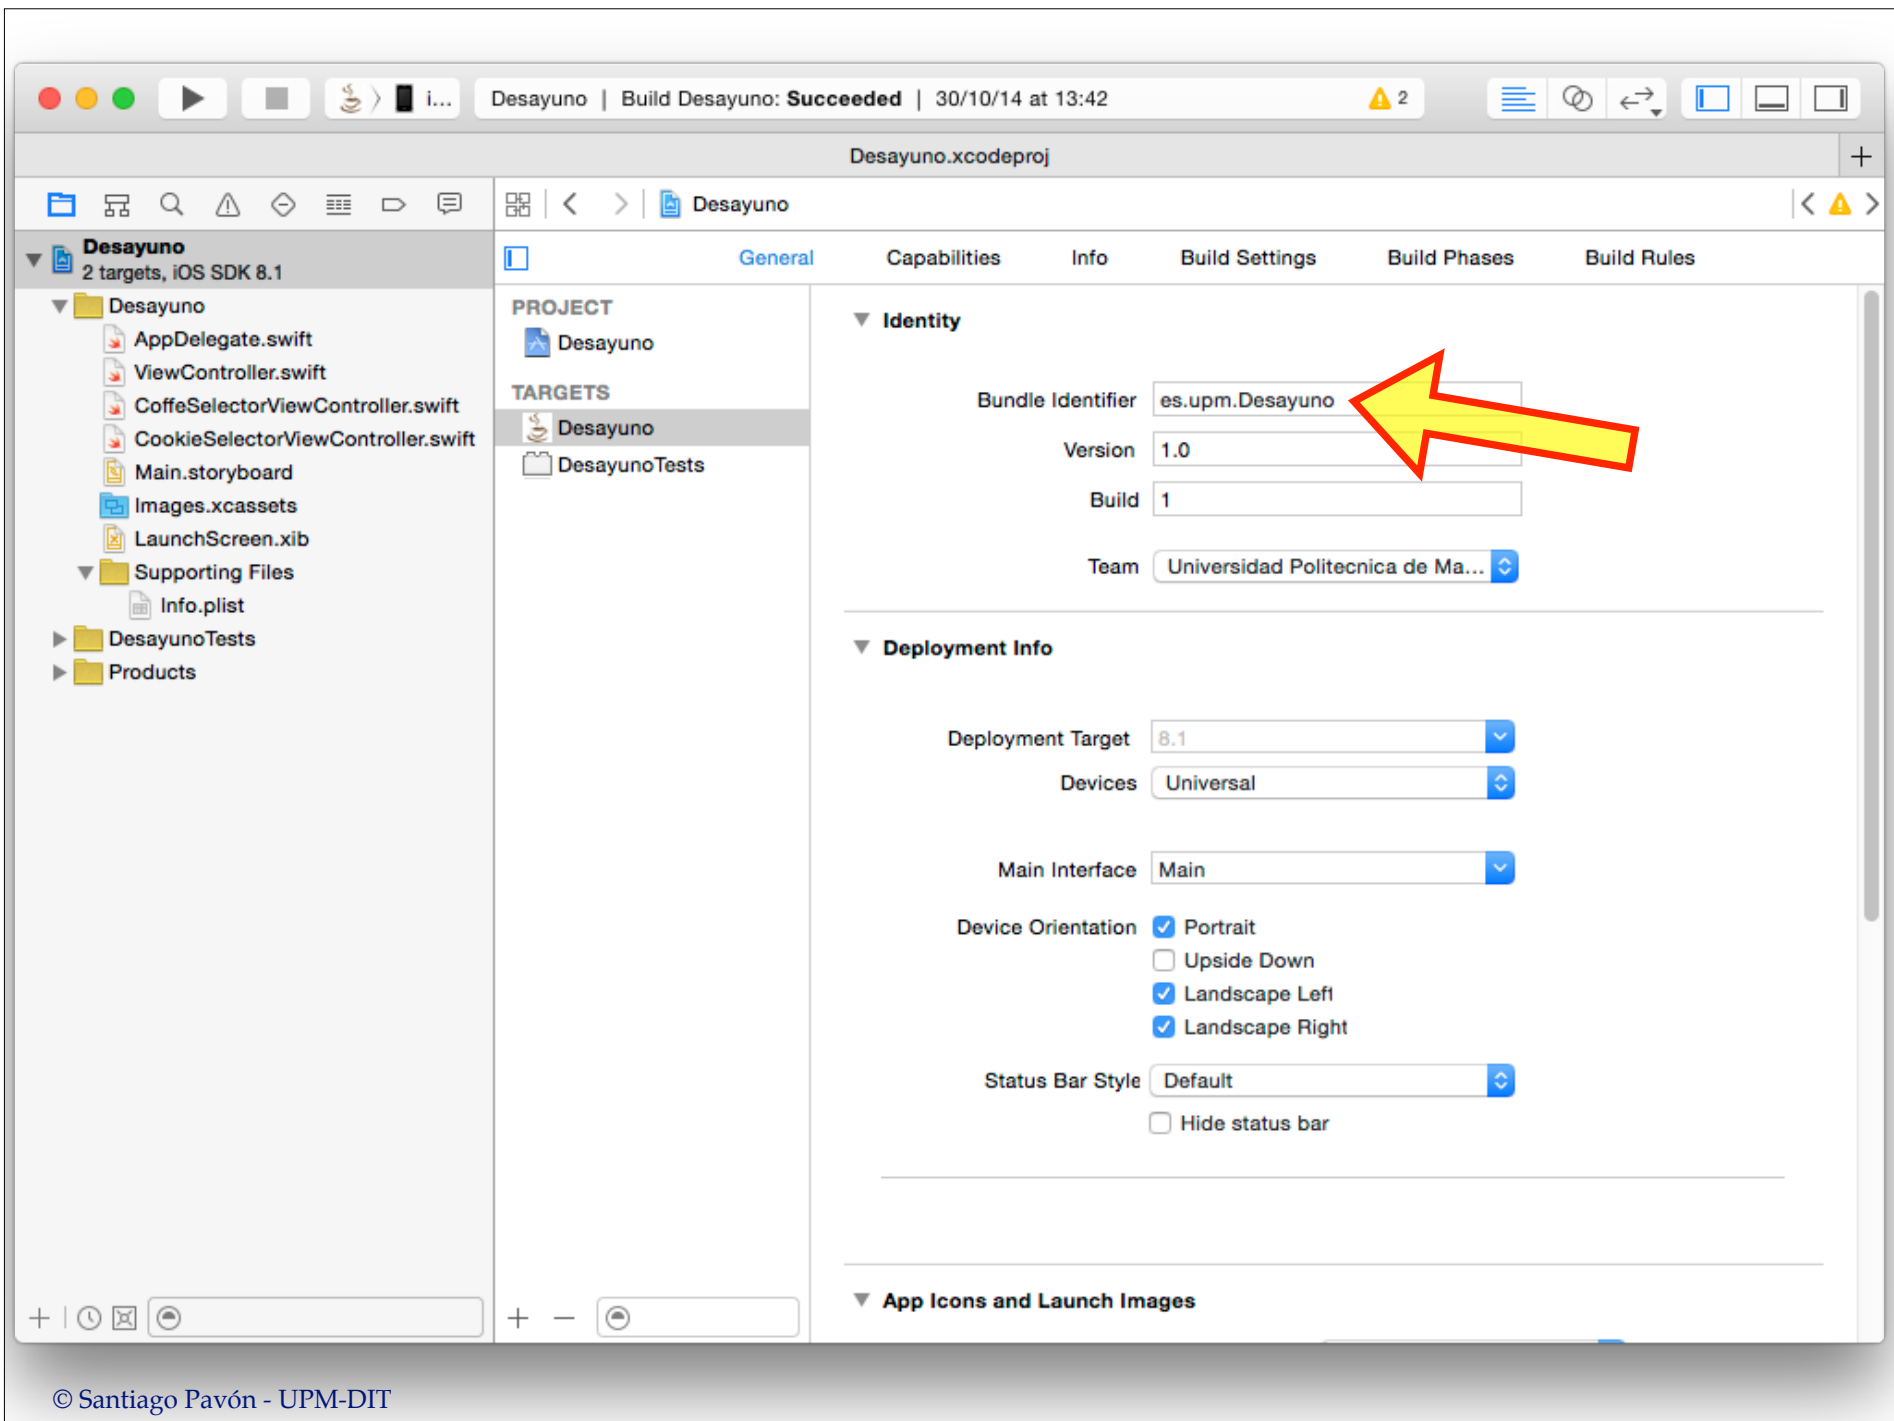 i...
Desayuno | Build Desayuno: Succeeded | 30/10/14 at 13:42
2
Desayuno.xcodeproj
Desayuno
Desayuno
2 targets, iOS SDK 8.1
Desayuno
AppDelegate.swift
ViewController.swift
CoffeSelectorViewController.swift
CookieSelectorViewController.swift
Main.storyboard
Images.xcassets
LaunchScreen.xib
Supporting Files
Info.plist
DesayunoTests
Products
General Capabilities Info Build Settings Build Phases Build Rules
PROJECT
Desayuno
TARGETS
Desayuno
DesayunoTests
Identity
Bundle Identifier es.upm.Desayuno
Version 1.0
Build 1
Team Universidad Politecnica de Ma...
Deployment Info
Deployment Target 8.1
Devices Universal
Main Interface Main
Device Orientation Portrait
Upside Down
Landscape Left
Landscape Right
Status Bar Style Default
Hide status bar
App Icons and Launch Images
© Santiago Pavón - UPM-DIT